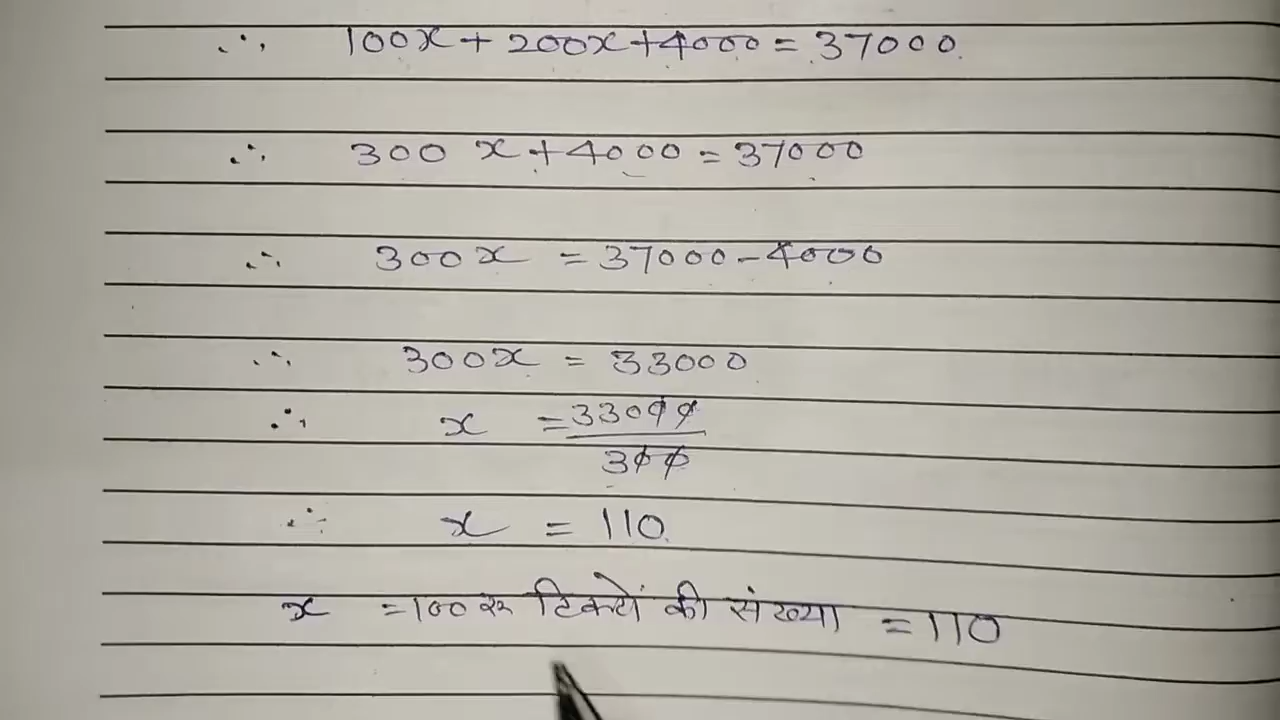 ∴ 100x + 200x + 4000 = 37000
∴ 300x + 4000 = 37000
∴ 300x = 37000 - 4000
∴ 300x = 33000
∴ x = 33000/300
∴ x = 110
x = 100 रु टिकटों की संख्या = 110